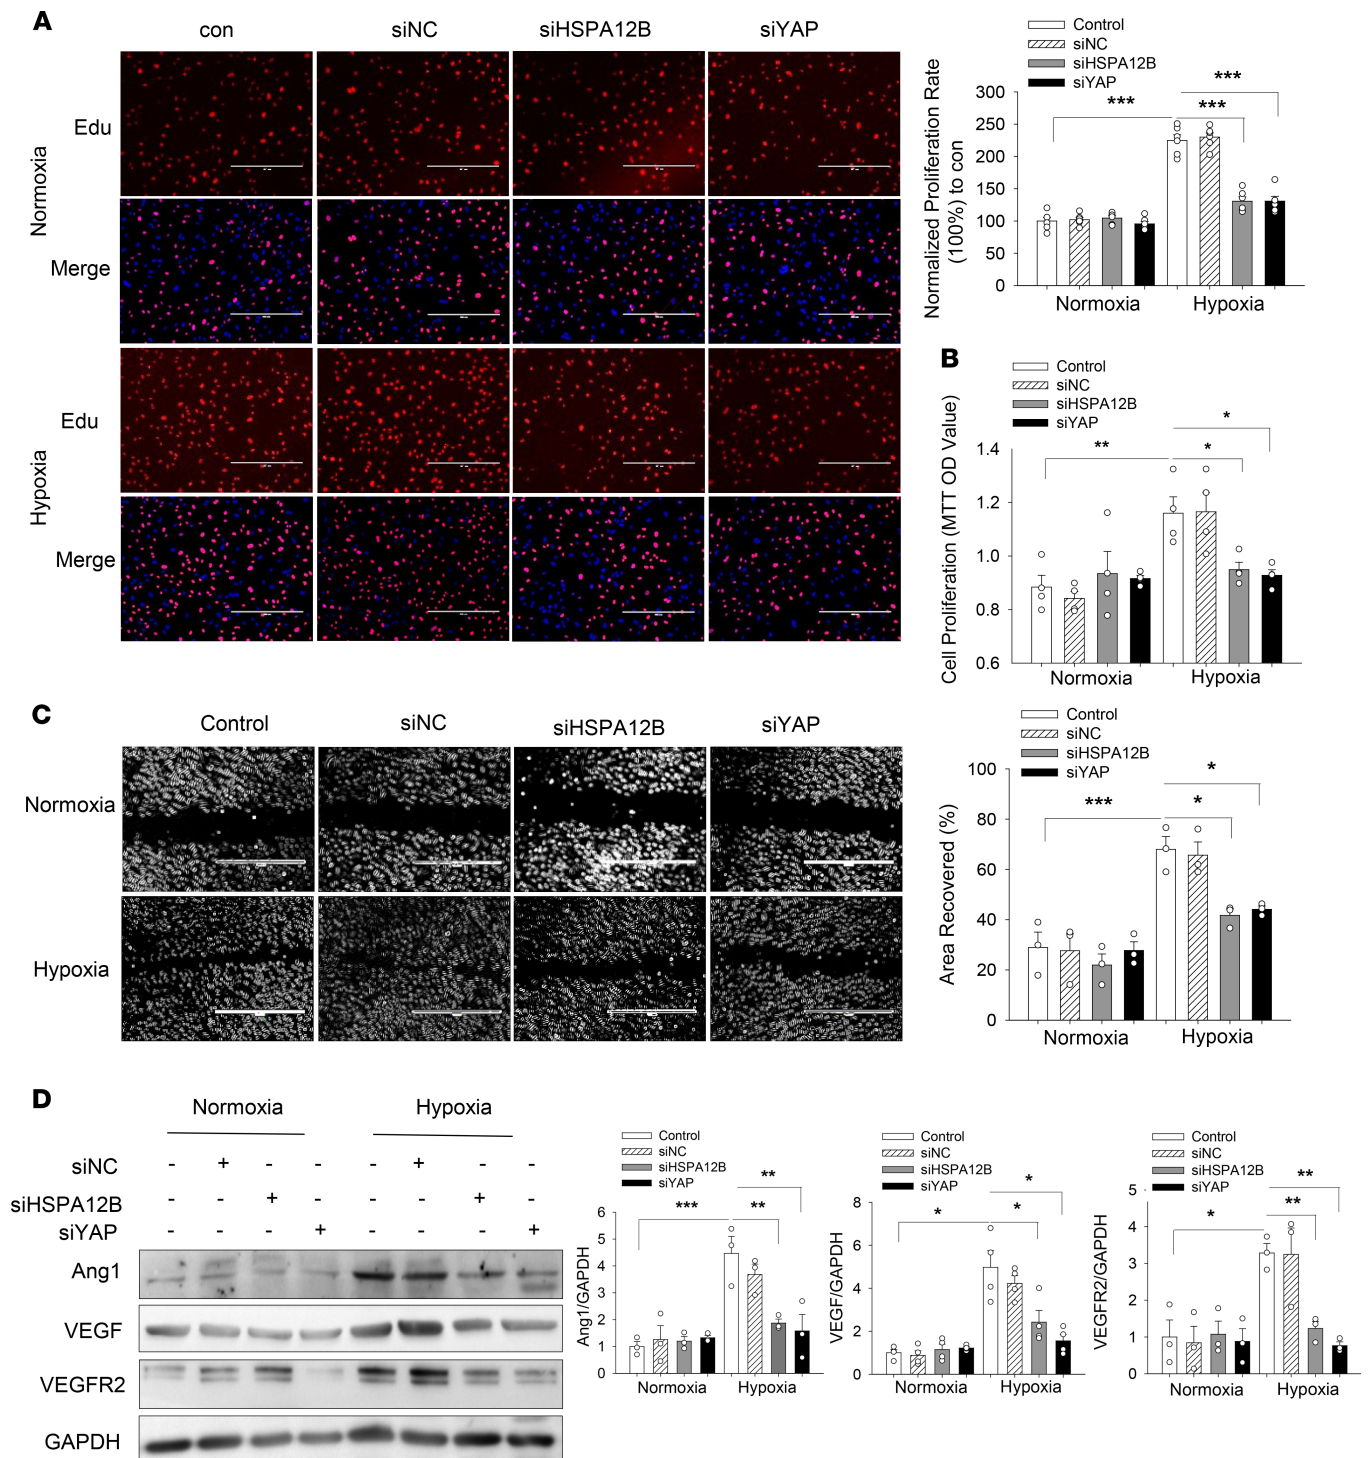 A
con siNC siHSPA12B siYAP
Normoxia
Edu
Merge
Hypoxia
Edu
Merge
Control
siNC
siHSPA12B
siYAP
Normalized Proliferation Rate
(100%) to con
300
250
200
150
100
50
0
*** *** ***
Normoxia Hypoxia
B
Control
siNC
siHSPA12B
siYAP
Cell Proliferation (MTT OD Value)
1.4
1.2
1.0
0.8
0.6
** * *
Normoxia Hypoxia
C
Control siNC siHSPA12B siYAP
Normoxia
Hypoxia
Control
siNC
siHSPA12B
siYAP
Area Recovered (%)
100
80
60
40
20
0
*** * *
Normoxia Hypoxia
D
Normoxia Hypoxia
siNC - + - - - + - -
siHSPA12B - - + - - - + -
siYAP - - - + - - - +
Ang1
VEGF
VEGFR2
GAPDH
Control
siNC
siHSPA12B
siYAP
Ang1/GAPDH
6
5
4
3
2
1
0
*** ** **
Normoxia Hypoxia
Control
siNC
siHSPA12B
siYAP
VEGF/GAPDH
8
6
4
2
0
* * *
Normoxia Hypoxia
Control
siNC
siHSPA12B
siYAP
VEGFR2/GAPDH
5
4
3
2
1
0
* ** **
Normoxia Hypoxia